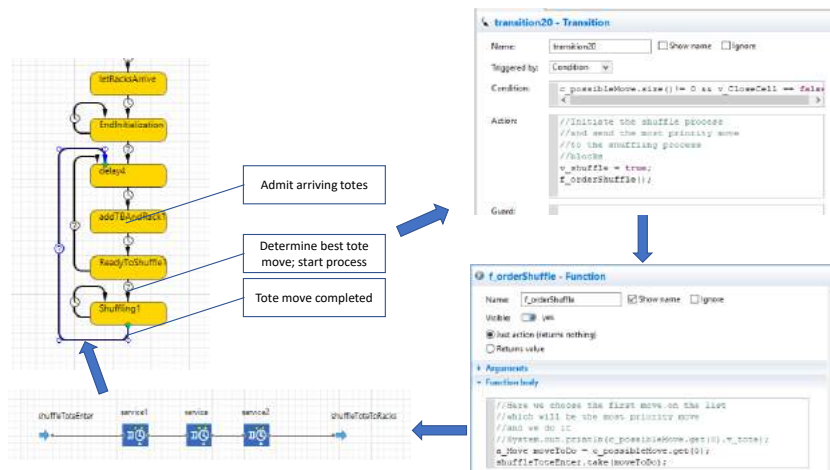 letRacksArrive
EndInitialization
delay4
addTBAndRack1
ReadyToShuffle1
Shuffling1
Admit arriving totes
Determine best tote
move; start process
Tote move completed
transition20 - Transition
Name: transition20 Show name Ignore
Triggered by: Condition
Condition: c_possibleMove.size()!= 0 && v_CloseCell == false
Action: //Initiate the shuffle process
//and send the most priority move
//to the shuffling process
//blocks
v_shuffle = true;
f_orderShuffle();
Guard:
f_orderShuffle - Function
Name: f_orderShuffle Show name Ignore
Visible: yes
Just action (returns nothing)
Returns value
Arguments
Function body
//Here we choose the first move on the list
//which will be the most priority move
//and we do it
//System.out.println(c_possibleMove.get(0).v_tote);
a_Move moveToDo = c_possibleMove.get(0);
shuffleToteEnter.take(moveToDo);
shuffleToteEnter service1 service service2 shuffleToteToRacks